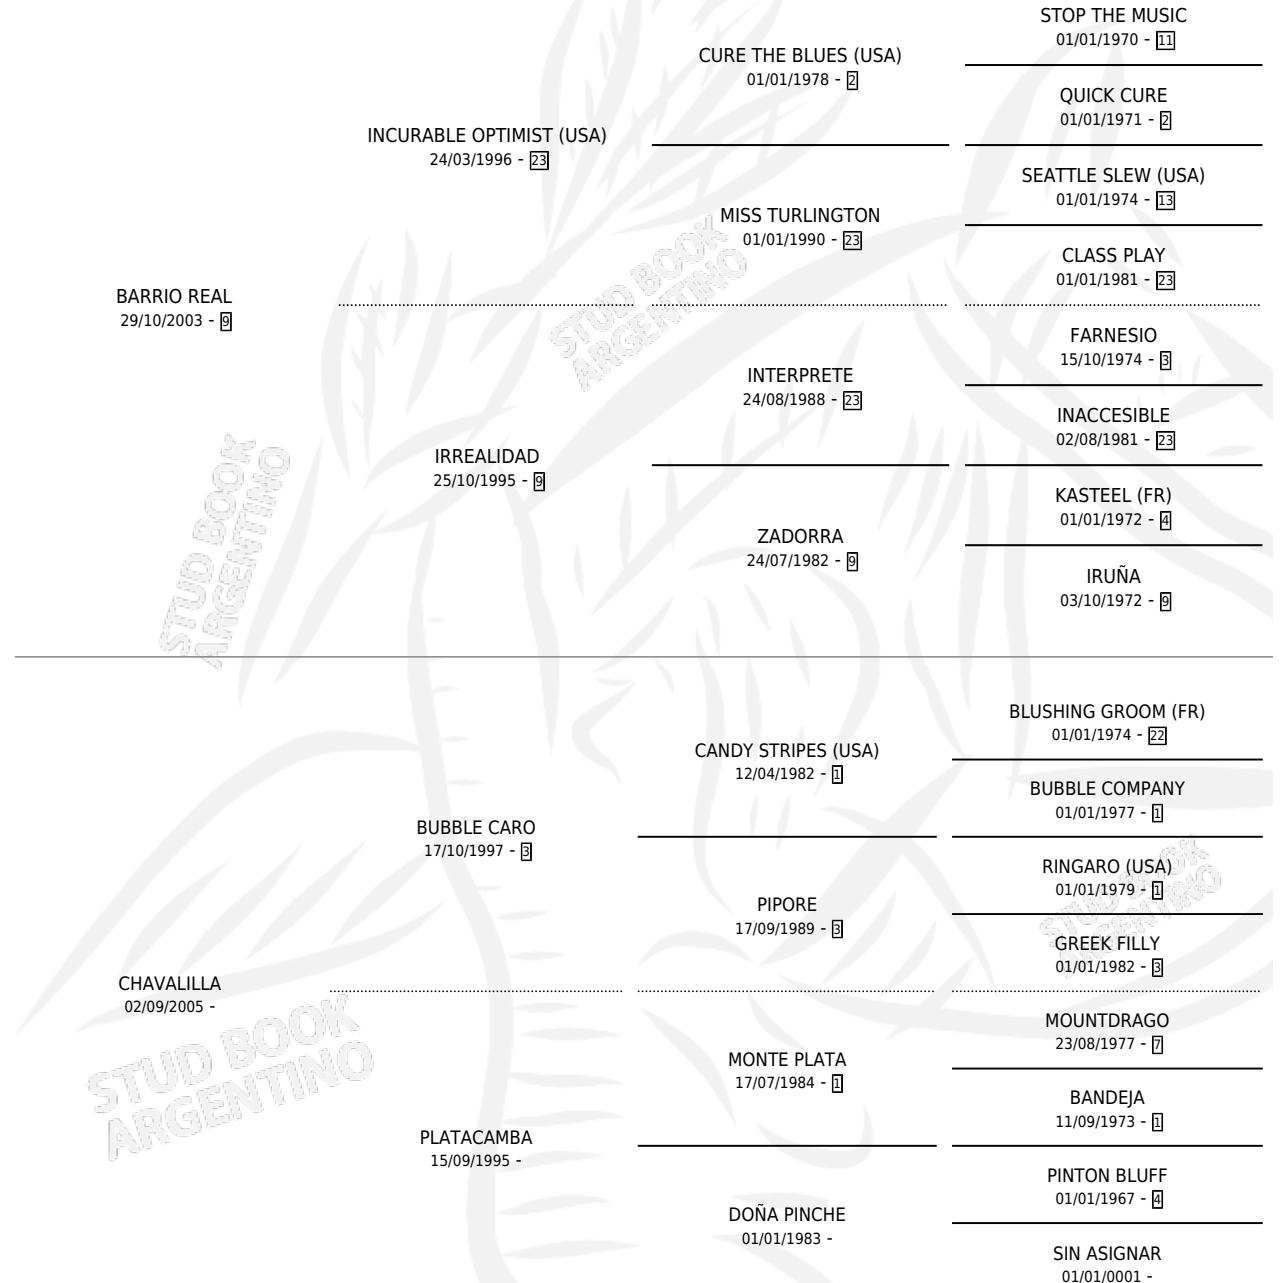 STOP THE MUSIC
01/01/1970 - 11
CURE THE BLUES (USA)
01/01/1978 - 2
QUICK CURE
01/01/1971 - 2
INCURABLE OPTIMIST (USA)
24/03/1996 - 23
SEATTLE SLEW (USA)
01/01/1974 - 13
MISS TURLINGTON
01/01/1990 - 23
CLASS PLAY
01/01/1981 - 23
BARRIO REAL
29/10/2003 - 9
STUD BOOK
ARGENTINO
FARNESIO
15/10/1974 - 3
INTERPRETE
24/08/1988 - 23
INACCESIBLE
02/08/1981 - 23
IRREALIDAD
25/10/1995 - 9
KASTEEL (FR)
01/01/1972 - 4
ZADORRA
24/07/1982 - 9
IRUÑA
03/10/1972 - 9
STUD BOOK
ARGENTINO
BLUSHING GROOM (FR)
01/01/1974 - 22
CANDY STRIPES (USA)
12/04/1982 - 1
BUBBLE COMPANY
01/01/1977 - 1
BUBBLE CARO
17/10/1997 - 3
RINGARO (USA)
01/01/1979 - 1
PIPORE
17/09/1989 - 3
GREEK FILLY
01/01/1982 - 3
STUD BOOK
ARGENTINO
CHAVALILLA
02/09/2005 -
MOUNTDRAGO
23/08/1977 - 7
MONTE PLATA
17/07/1984 - 1
BANDEJA
11/09/1973 - 1
STUD BOOK
ARGENTINO
PLATACAMBA
15/09/1995 -
PINTON BLUFF
01/01/1967 - 4
DOÑA PINCHE
01/01/1983 -
SIN ASIGNAR
01/01/0001 -